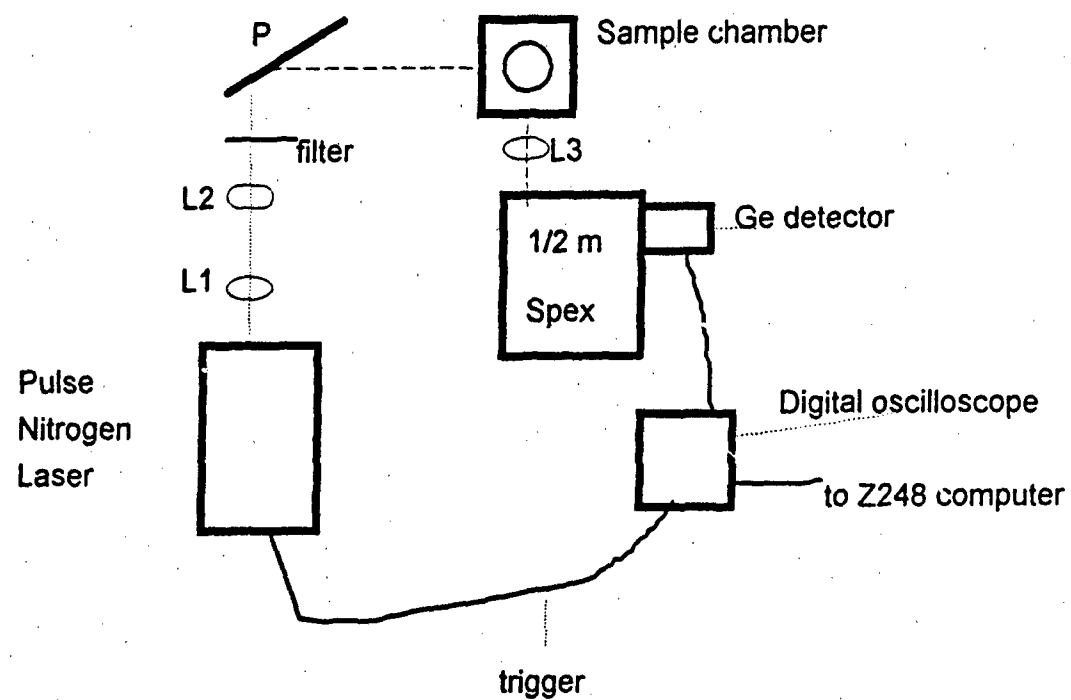 P
Sample chamber
filter
L3
L2
Ge detector
1/2 m
L1
Spex
Pulse
Nitrogen
Laser
Digital oscilloscope
to Z248 computer
trigger